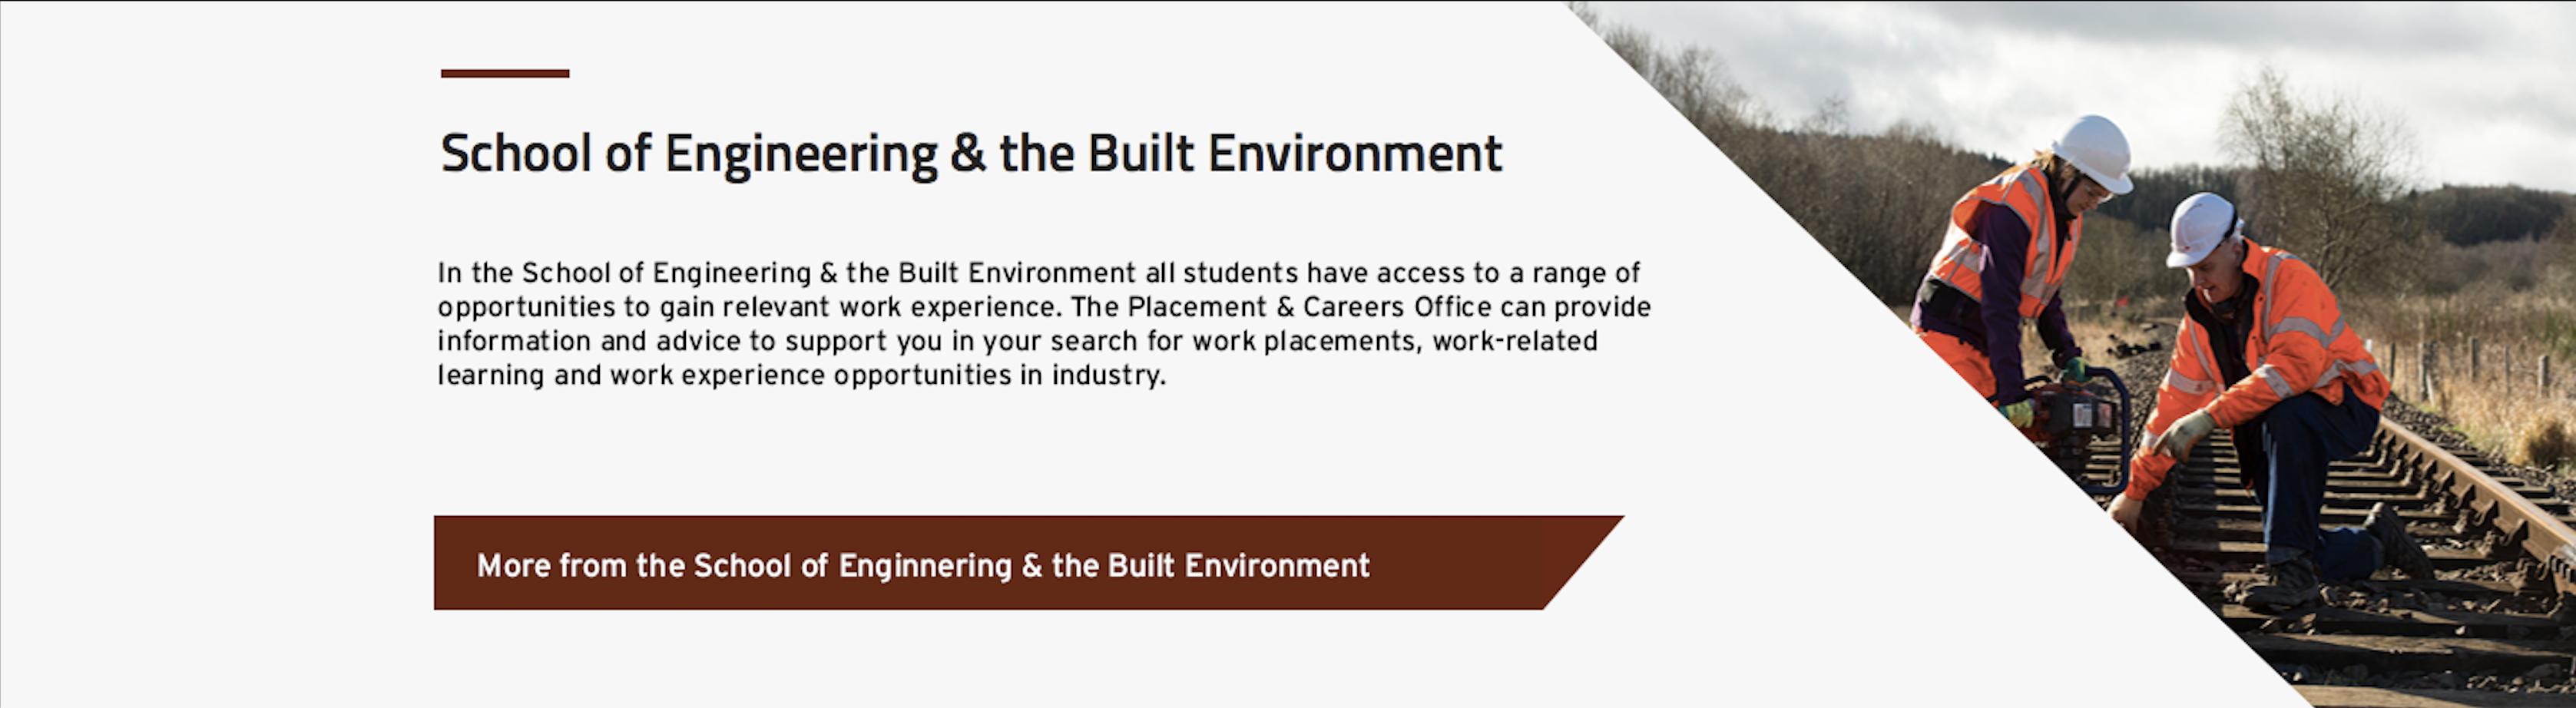 School of Engineering & the Built Environment
In the School of Engineering & the Built Environment all students have access to a range of
opportunities to gain relevant work experience. The Placement & Careers Office can provide
information and advice to support you in your search for work placements, work-related
learning and work experience opportunities in industry.
More from the School of Enginnering & the Built Environment